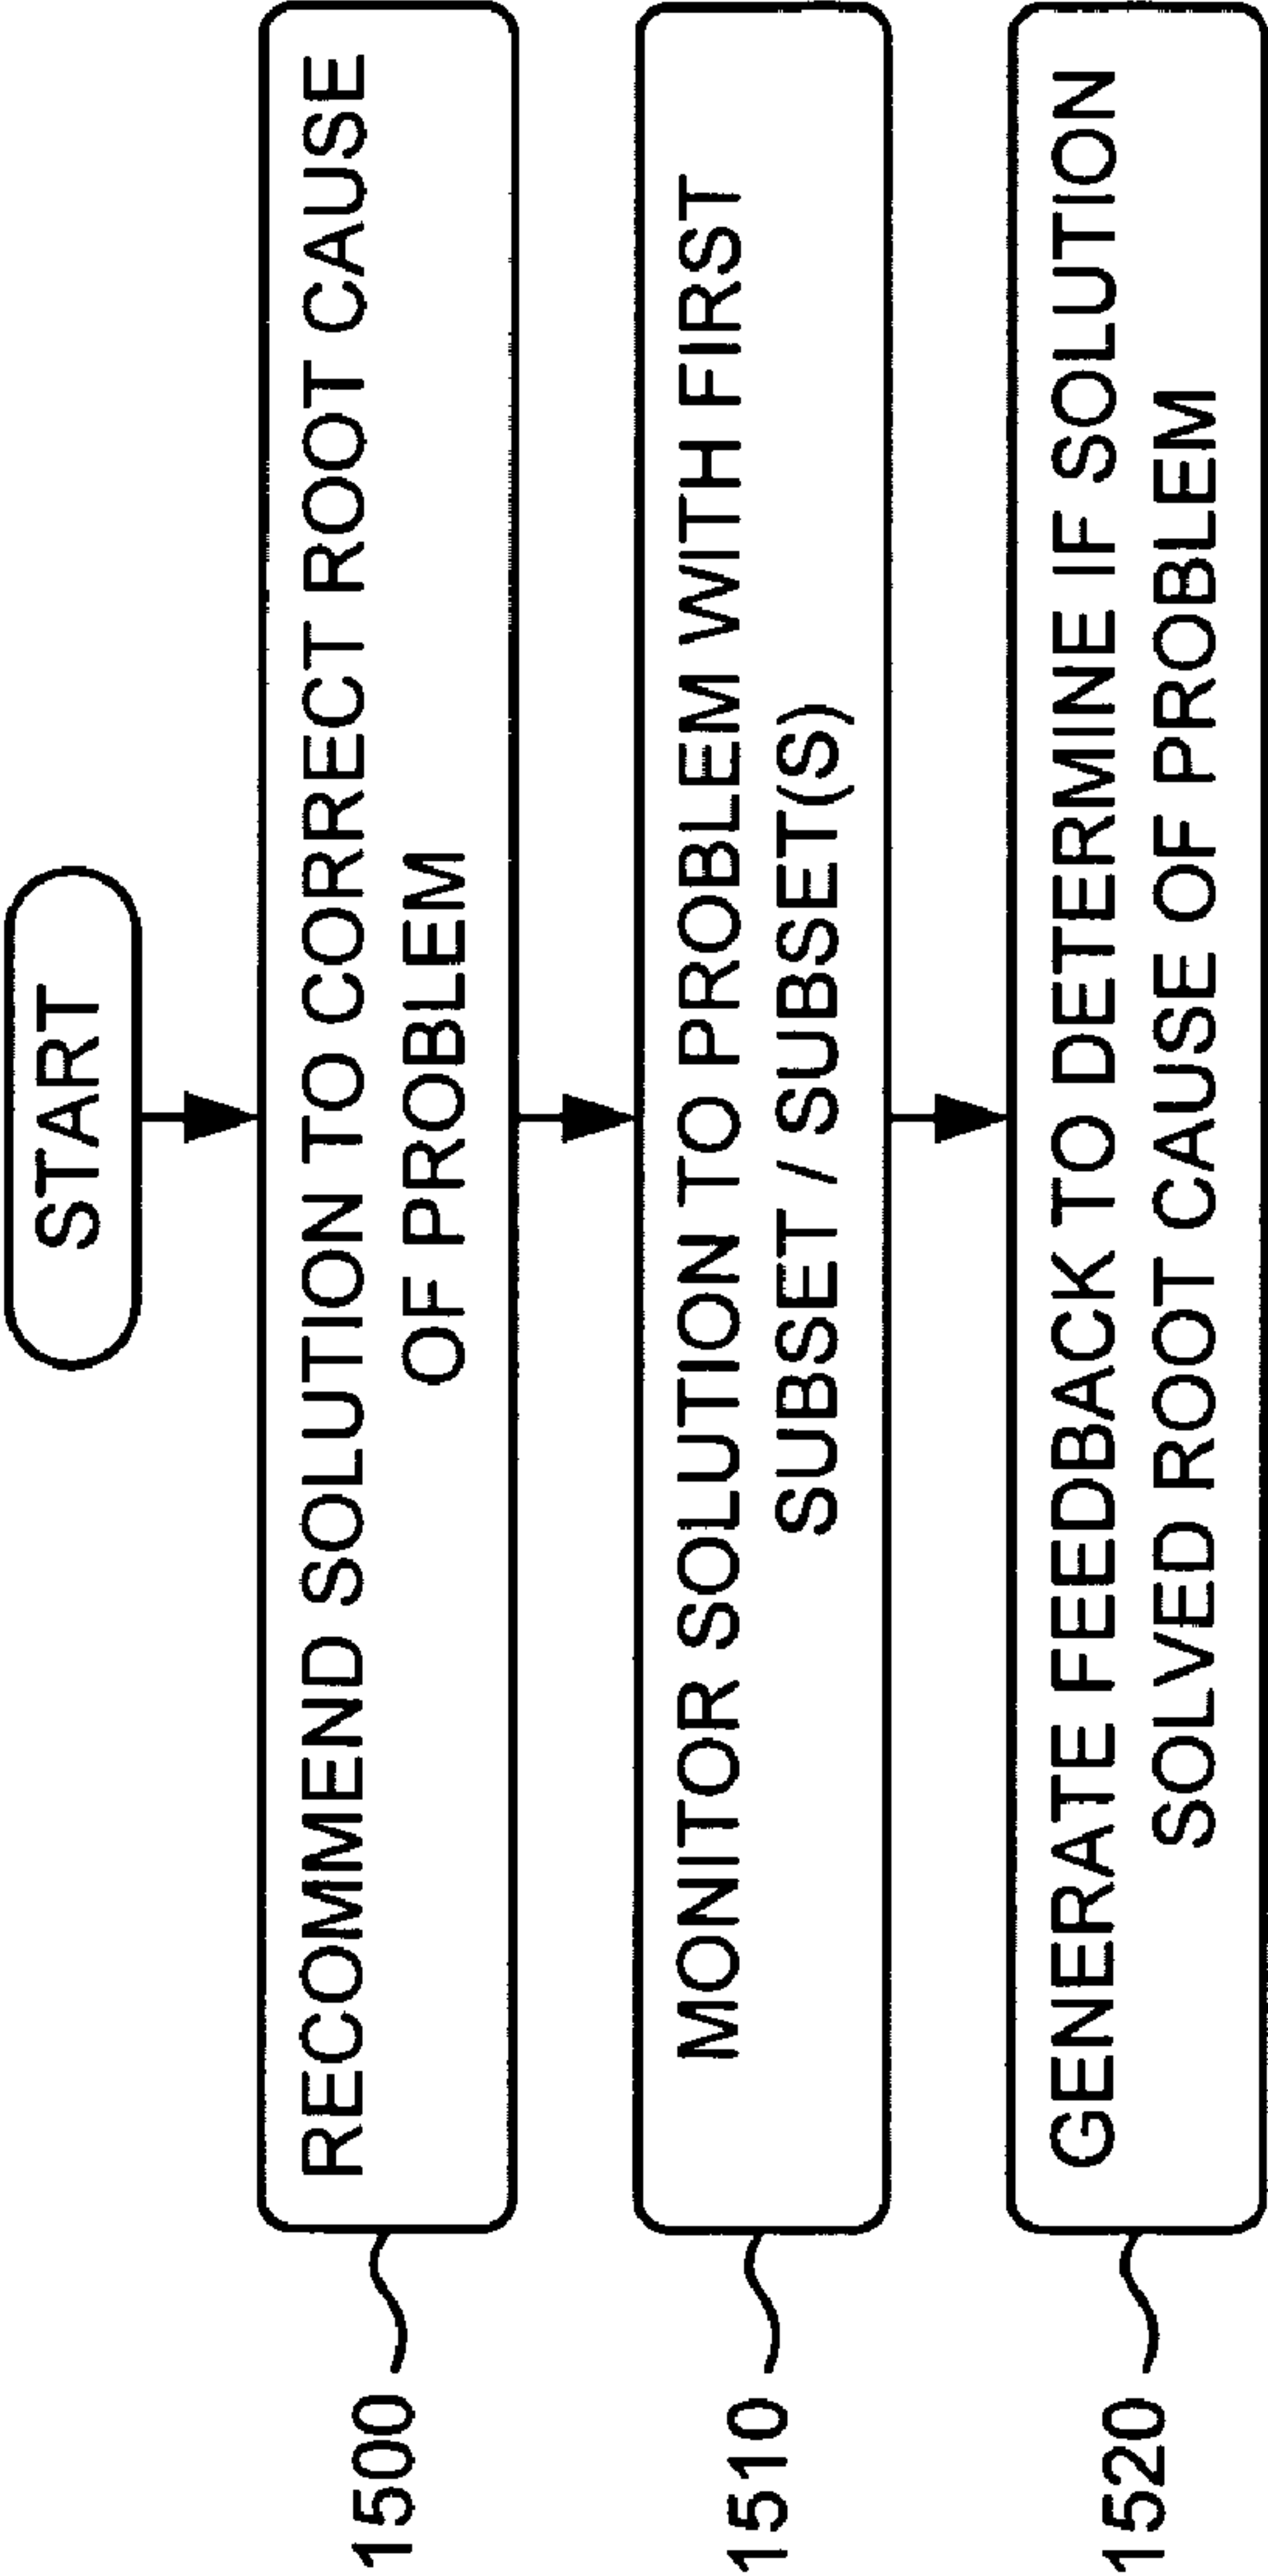 START
1500
RECOMMEND SOLUTION TO CORRECT ROOT CAUSE
OF PROBLEM
1510
MONITOR SOLUTION TO PROBLEM WITH FIRST
SUBSET / SUBSET(S)
1520
GENERATE FEEDBACK TO DETERMINE IF SOLUTION
SOLVED ROOT CAUSE OF PROBLEM